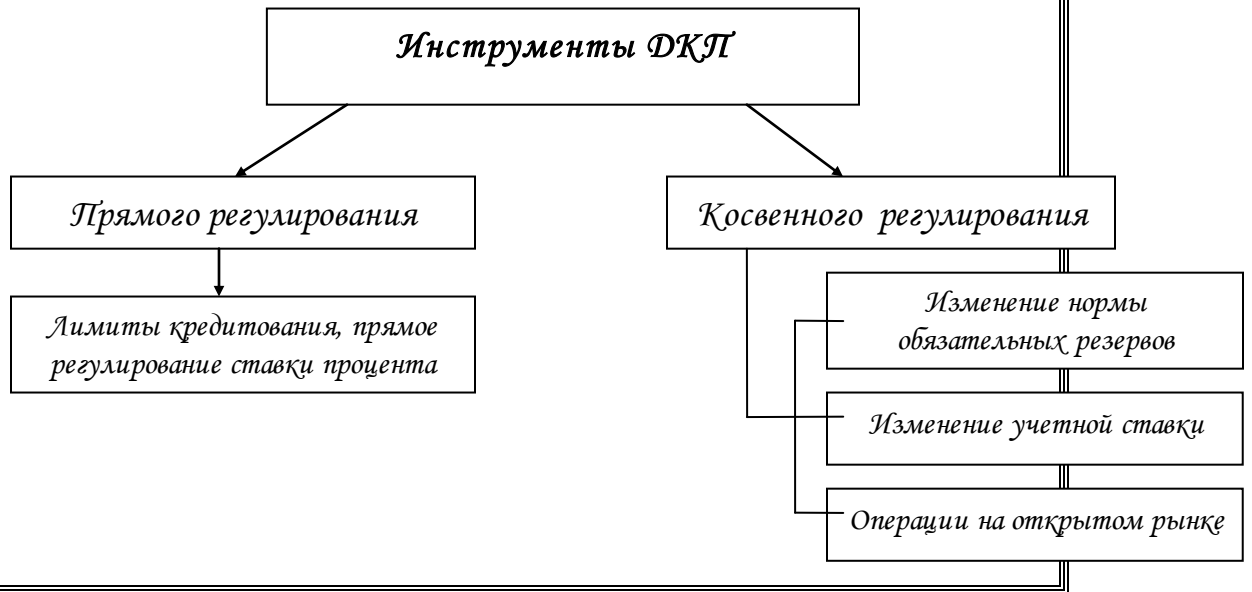 Инструменты ДКП
Прямого регулирования
Косвенного регулирования
Лимиты кредитования, прямое
регулирование ставки процента
Изменение нормы
обязательных резервов
Изменение учетной ставки
Операции на открытом рынке